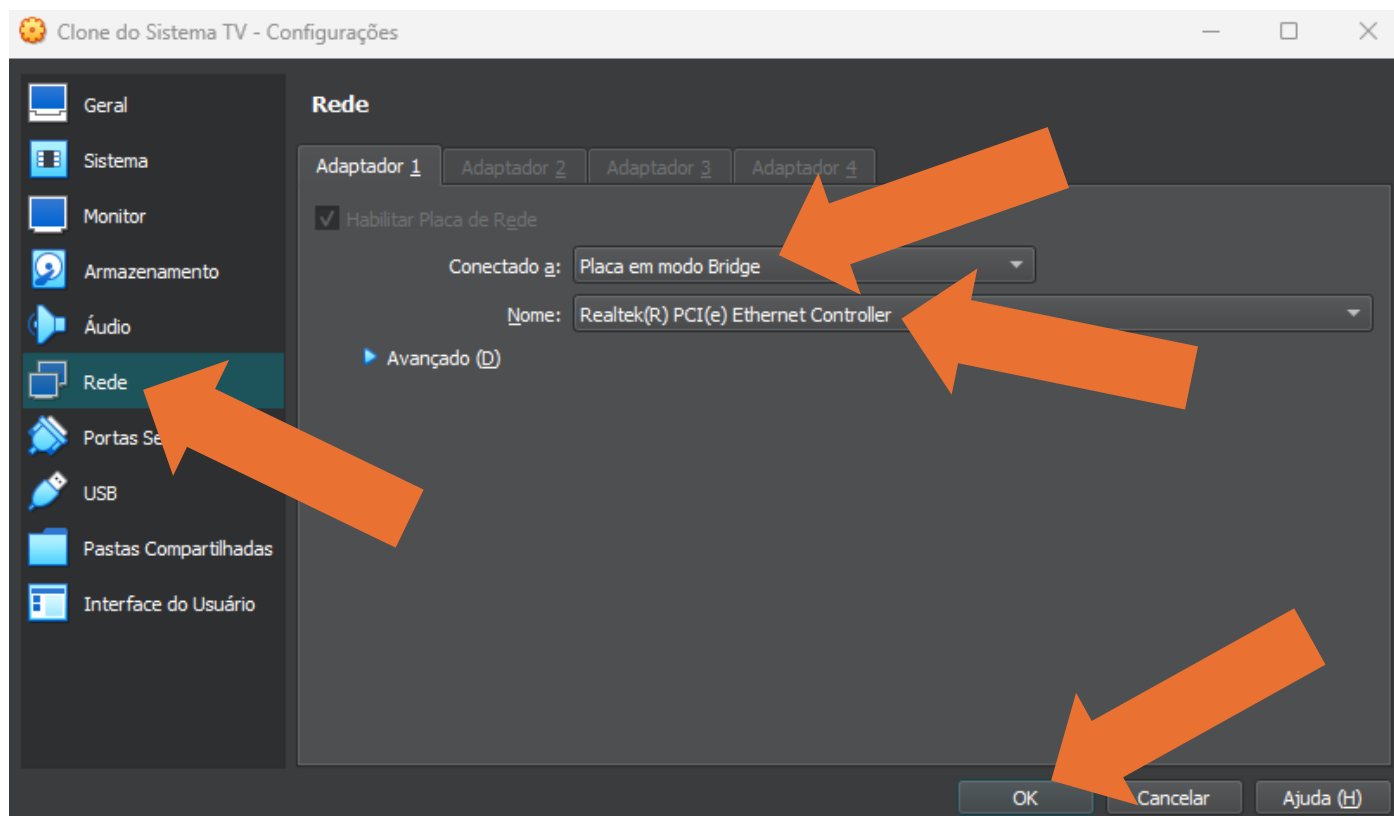 Clone do Sistema TV - Configurações
Geral
Sistema
Monitor
Armazenamento
Áudio
Rede
Portas
USB
Pastas Compartilhadas
Interface do Usuário
Rede
Adaptador 1 Adaptador 2 Adaptador 3 Adaptador 4
Habilitar Placa de Rede
Conectado a: Placa em modo Bridge
Nome: Realtek(R) PCI(e) Ethernet Controller
Avançado (D)
OK Cancelar Ajuda (H)